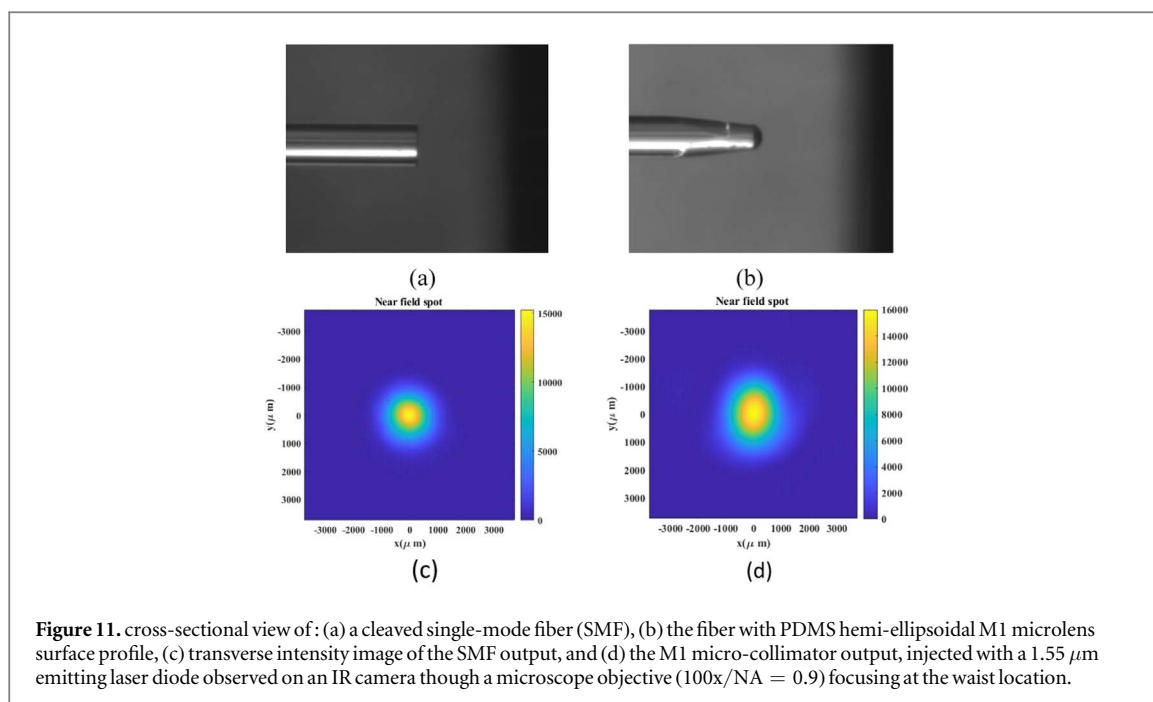 (a)
(b)
Near field spot
-3000
-2000
-1000
0
1000
2000
3000
y(μ m)
-3000 -2000 -1000 0 1000 2000 3000
x(μ m)
15000
10000
5000
0
(c)
Near field spot
-3000
-2000
-1000
0
1000
2000
3000
y(μ m)
-3000 -2000 -1000 0 1000 2000 3000
x(μ m)
16000
14000
12000
10000
8000
6000
4000
2000
0
(d)
Figure 11. cross-sectional view of : (a) a cleaved single-mode fiber (SMF), (b) the fiber with PDMS hemi-ellipsoidal M1 microlens
surface profile, (c) transverse intensity image of the SMF output, and (d) the M1 micro-collimator output, injected with a 1.55 μm
emitting laser diode observed on an IR camera though a microscope objective (100x/NA = 0.9) focusing at the waist location.